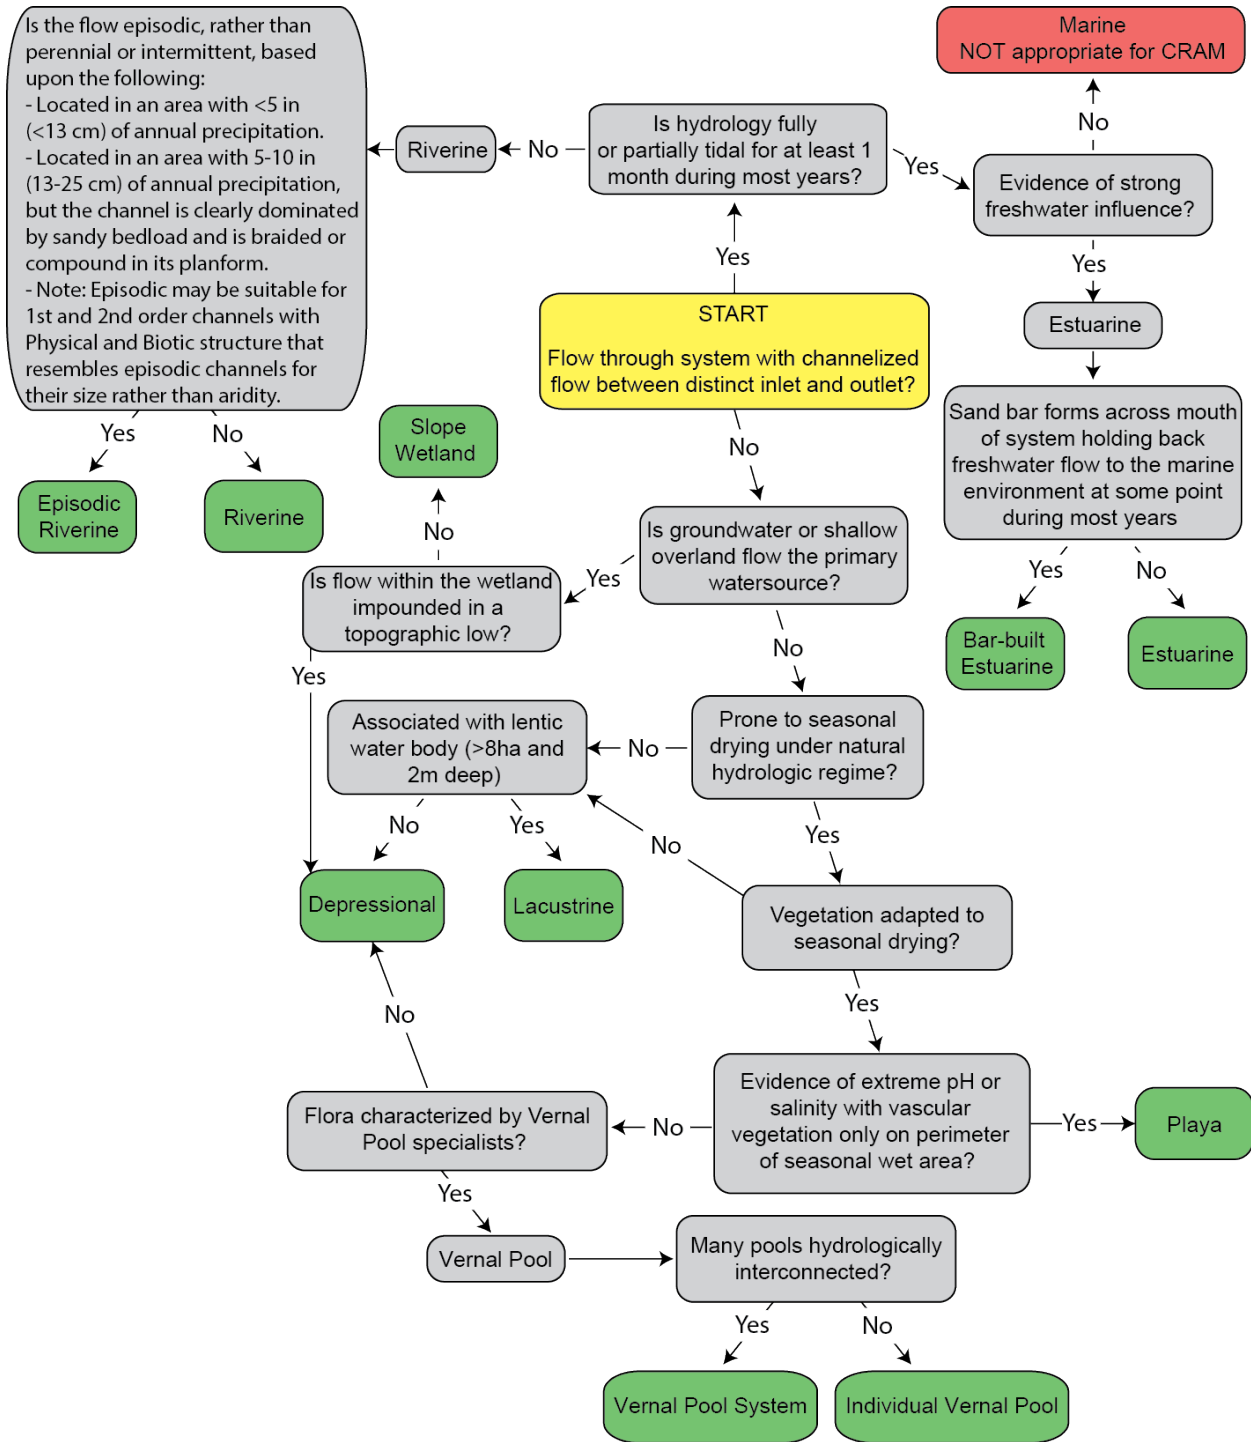 Is the flow episodic, rather than
perennial or intermittent, based
upon the following:
- Located in an area with <5 in
(<13 cm) of annual precipitation.
- Located in an area with 5-10 in
(13-25 cm) of annual precipitation,
but the channel is clearly dominated
by sandy bedload and is braided or
compound in its planform.
- Note: Episodic may be suitable for
1st and 2nd order channels with
Physical and Biotic structure that
resembles episodic channels for
their size rather than aridity.
Yes
No
Episodic
Riverine
Riverine
Riverine
No
Is hydrology fully
or partially tidal for at least 1
month during most years?
Yes
Marine
NOT appropriate for CRAM
No
Evidence of strong
freshwater influence?
Yes
Estuarine
Sand bar forms across mouth
of system holding back
freshwater flow to the marine
environment at some point
during most years
Yes
No
Bar-built
Estuarine
Estuarine
Yes
START
Flow through system with channelized
flow between distinct inlet and outlet?
No
Is groundwater or shallow
overland flow the primary
watersource?
Yes
Slope
Wetland
No
Is flow within the wetland
impounded in a
topographic low?
Yes
No
Prone to seasonal
drying under natural
hydrologic regime?
No
Associated with lentic
water body (>8ha and
2m deep)
No
Yes
Depressional
Lacustrine
Yes
No
Vegetation adapted to
seasonal drying?
Yes
Evidence of extreme pH or
salinity with vascular
vegetation only on perimeter
of seasonal wet area?
Yes
Playa
No
Flora characterized by Vernal
Pool specialists?
No
Yes
Vernal Pool
Many pools hydrologically
interconnected?
Yes
No
Vernal Pool System
Individual Vernal Pool